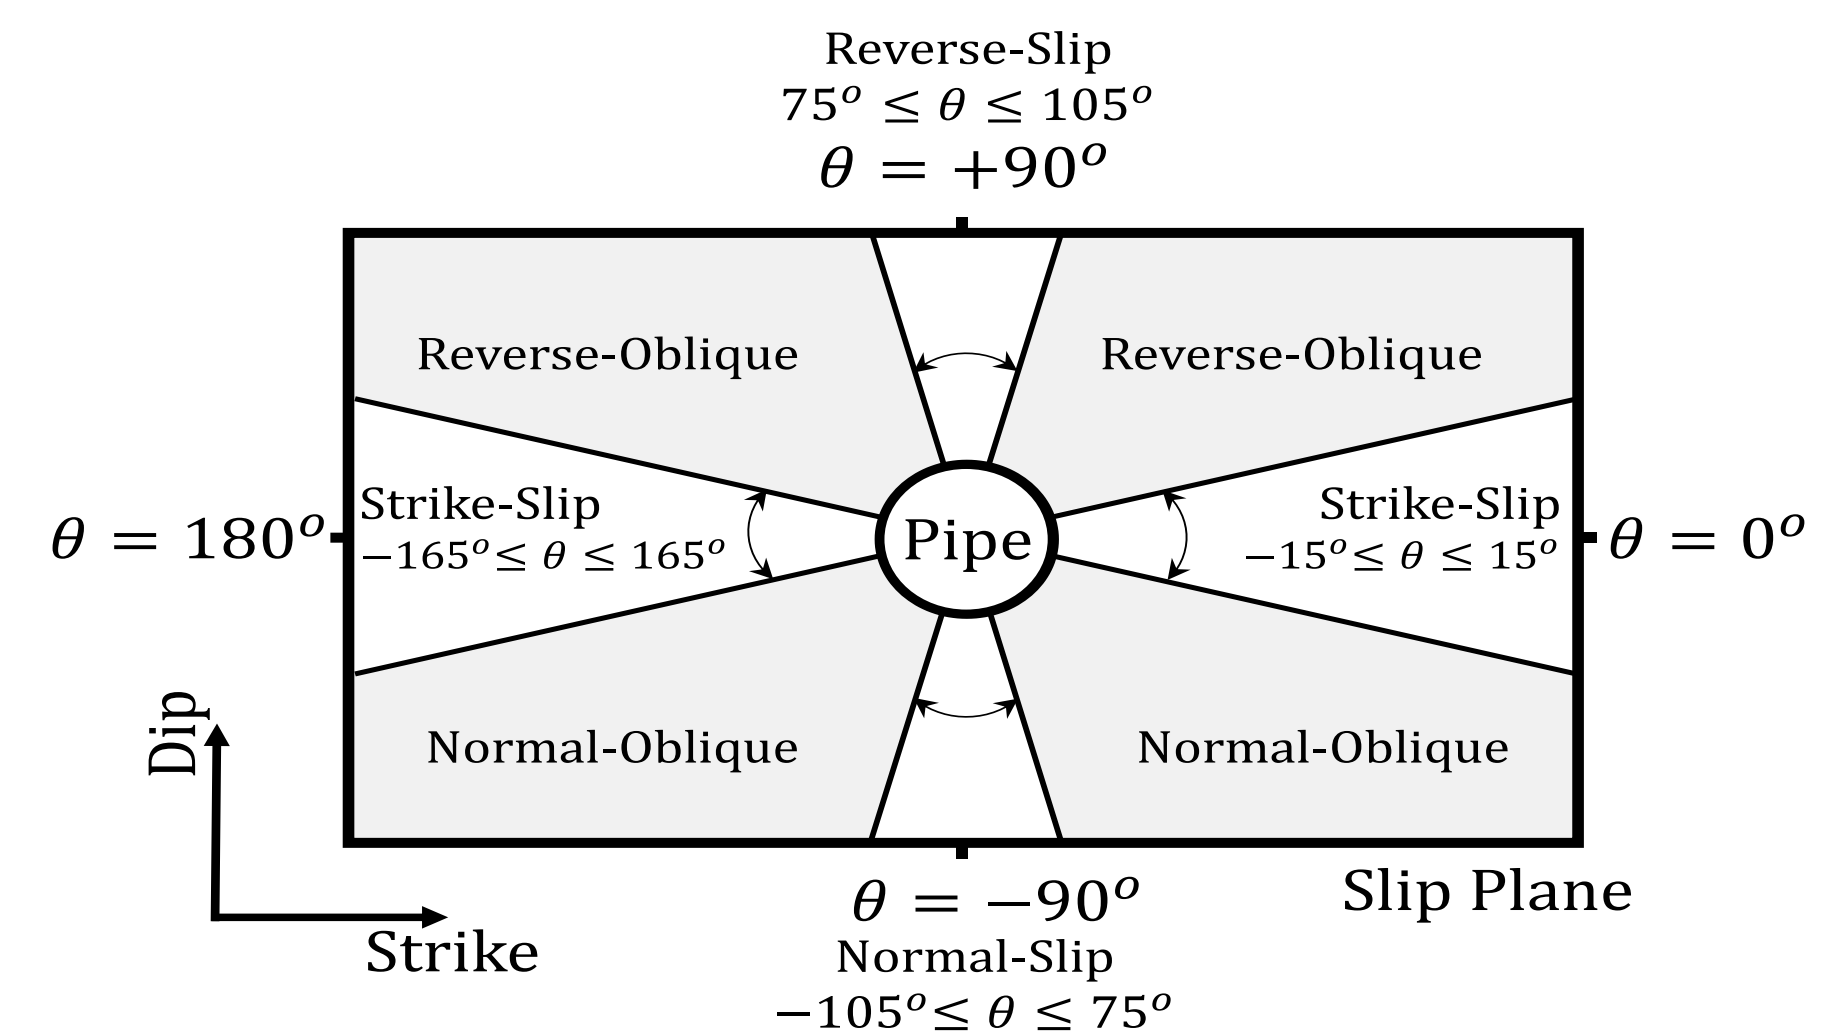 Reverse-Slip
75° ≤ θ ≤ 105°
θ = +90°
Reverse-Oblique
Reverse-Oblique
Strike-Slip
−165° ≤ θ ≤ 165°
θ = 180°
Pipe
Strike-Slip
−15° ≤ θ ≤ 15°
θ = 0°
Normal-Oblique
Normal-Oblique
Dip
Strike
Slip Plane
θ = −90°
Normal-Slip
−105° ≤ θ ≤ 75°